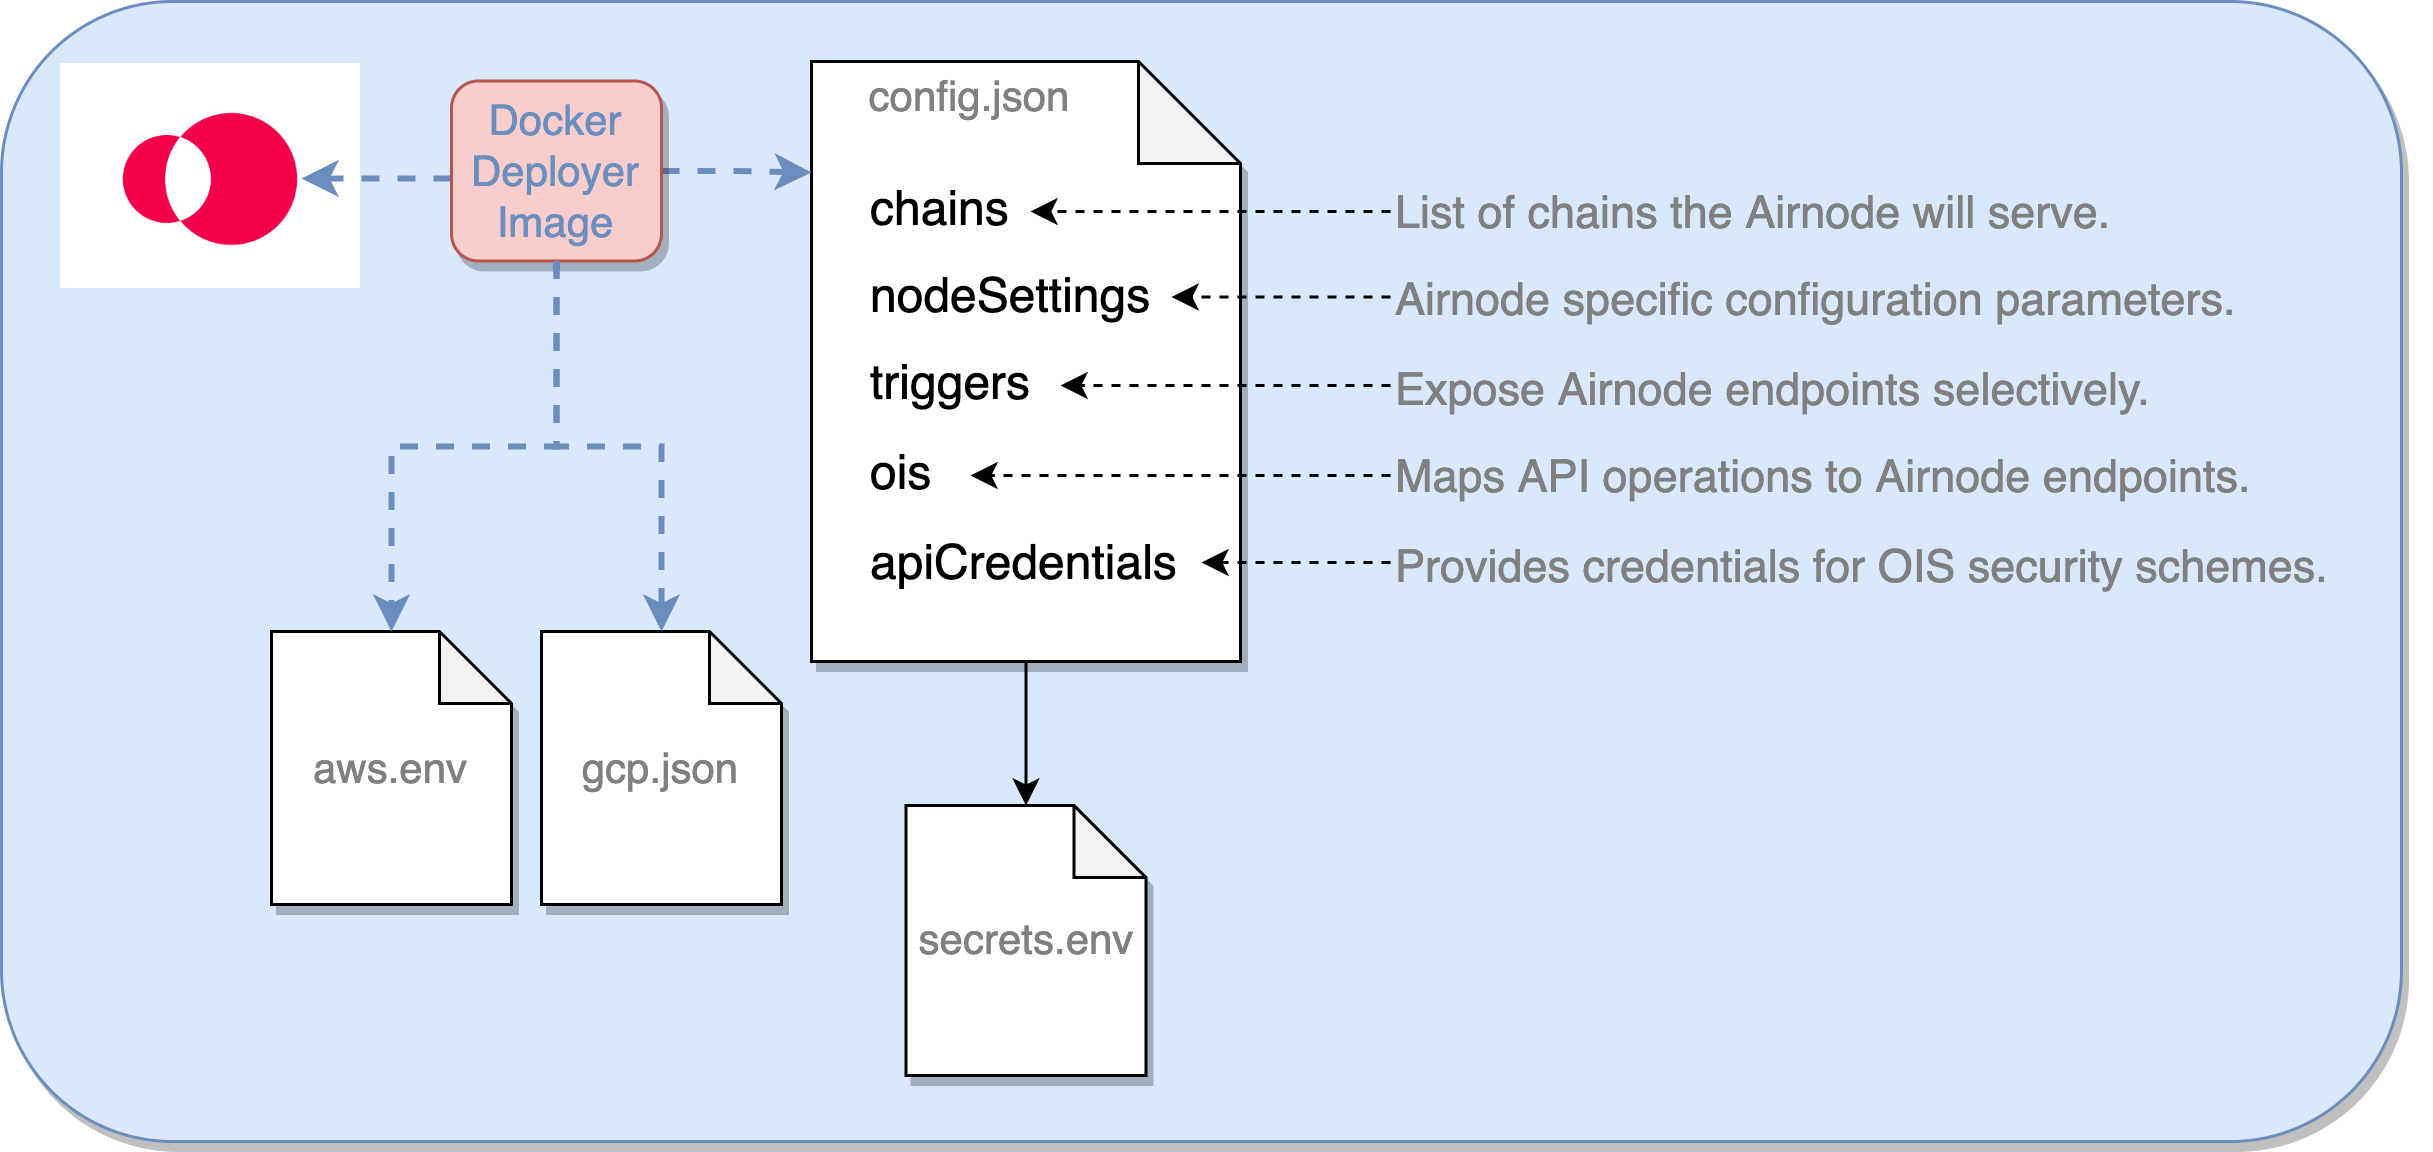 Docker
Deployer
Image
config.json
chains
List of chains the Airnode will serve.
nodeSettings
Airnode specific configuration parameters.
triggers
Expose Airnode endpoints selectively.
ois
Maps API operations to Airnode endpoints.
apiCredentials
Provides credentials for OIS security schemes.
aws.env
gcp.json
secrets.env